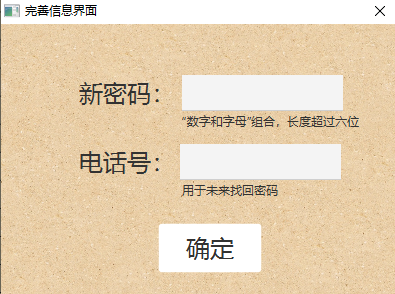 完善信息界面
新密码：
“数字和字母”组合，长度超过六位
电话号：
用于未来找回密码
确定